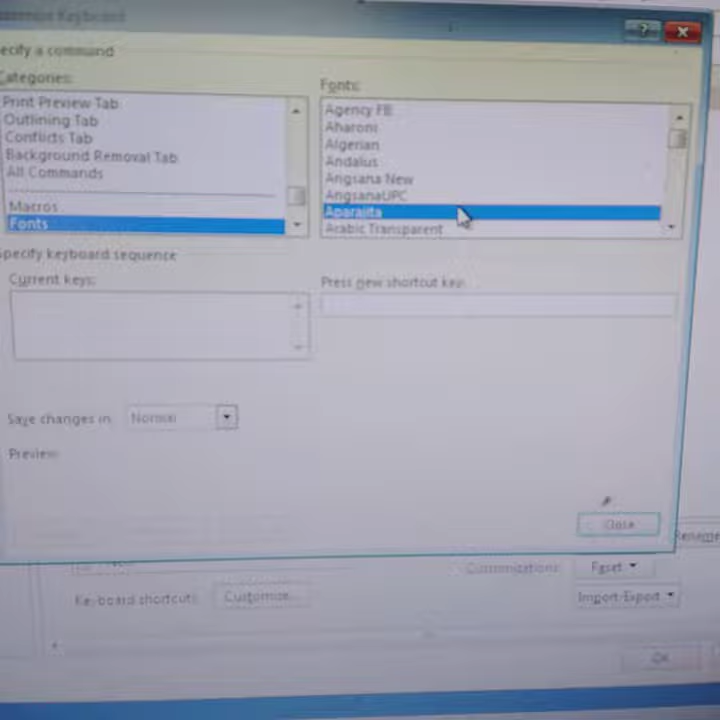 Customize Keyboard
ecify a command
Categories:
Print Preview Tab
Outlining Tab
Conflicts Tab
Background Removal Tab
All Commands
Macros
Fonts
Fonts:
Agency FB
Aharoni
Algerian
Andalus
Angsana New
AngsanaUPC
Aparajita
Arabic Transparent
Specify keyboard sequence
Current keys:
Press new shortcut key:
Save changes in: Normal
Preview:
Close
Rename
Customizations: Reset
Keyboard shortcuts: Customize...
Import/Export
OK